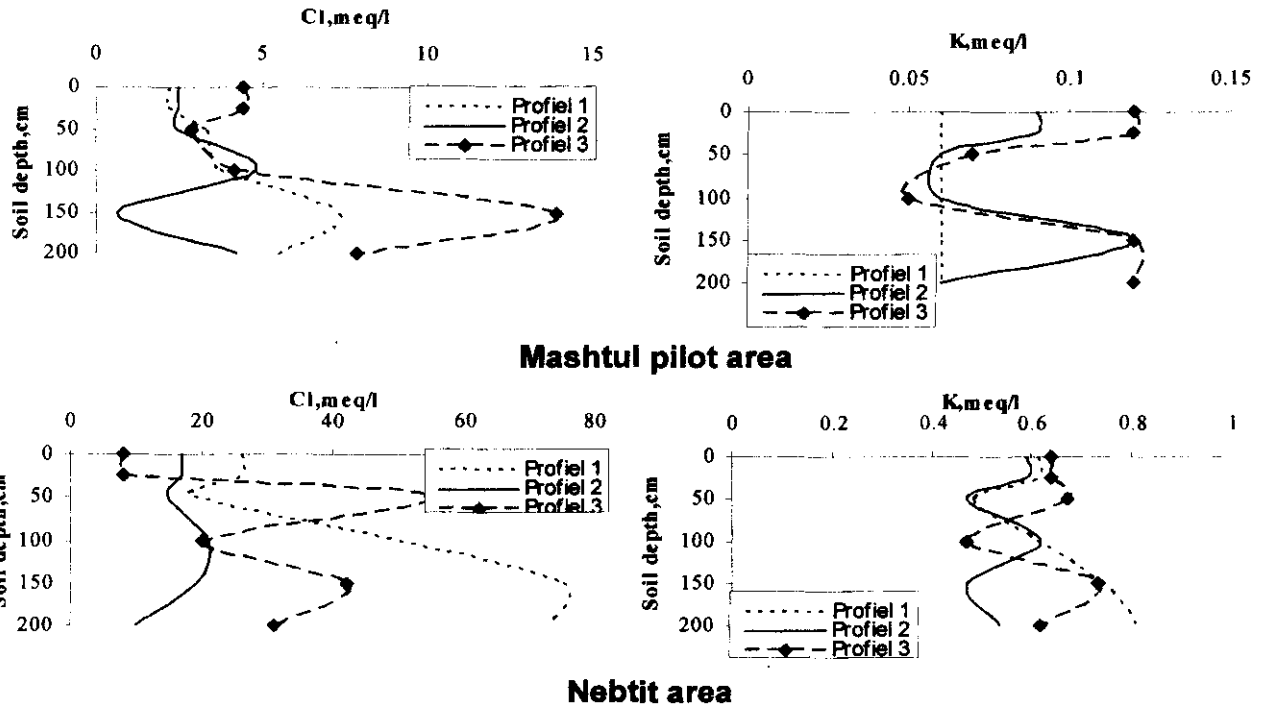 Cl,meq/l
0 5 10 15
Soil depth,cm
0
50
100
150
200
Profiel 1
Profiel 2
Profiel 3
K,meq/l
0 0.05 0.1 0.15
Soil depth,cm
0
50
100
150
200
Profiel 1
Profiel 2
Profiel 3
Mashtul pilot area
Cl,meq/l
0 20 40 60 80
Soil depth,cm
0
50
100
150
200
Profiel 1
Profiel 2
Profiel 3
K,meq/l
0 0.2 0.4 0.6 0.8 1
Soil depth,cm
0
50
100
150
200
Profiel 1
Profiel 2
Profiel 3
Nebtit area